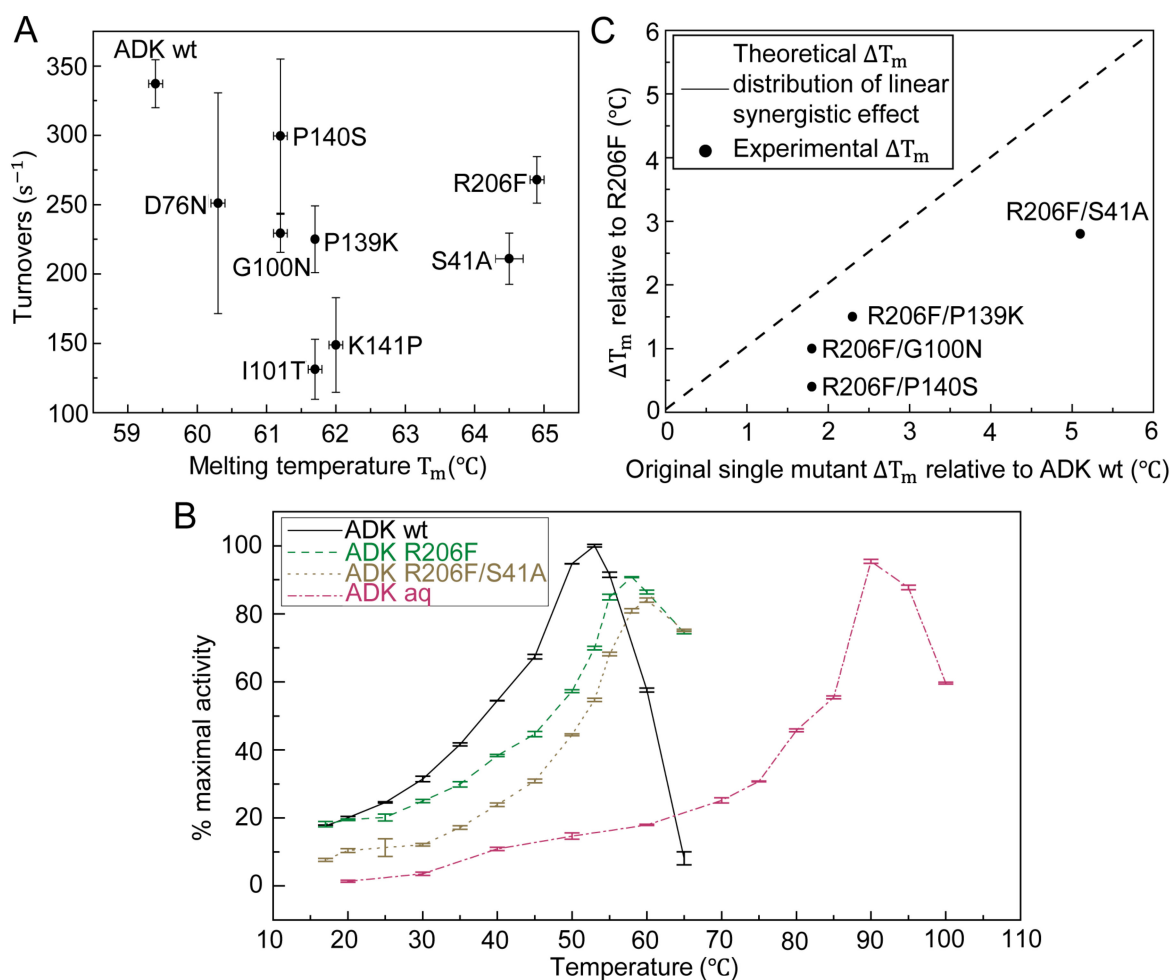 A
ADK wt
P140S
R206F
D76N
P139K
G100N
S41A
K141P
I101T
350
300
250
200
150
100
Turnovers (s⁻¹)
59 60 61 62 63 64 65
Melting temperature Tₘ(°C)
C
Theoretical ΔTₘ
distribution of linear
synergistic effect
Experimental ΔTₘ
R206F/S41A
R206F/P139K
R206F/G100N
R206F/P140S
6
5
4
3
2
1
0
ΔTₘ relative to R206F (°C)
0 1 2 3 4 5 6
Original single mutant ΔTₘ relative to ADK wt (°C)
B
ADK wt
ADK R206F
ADK R206F/S41A
ADK aq
100
80
60
40
20
0
% maximal activity
10 20 30 40 50 60 70 80 90 100 110
Temperature (°C)